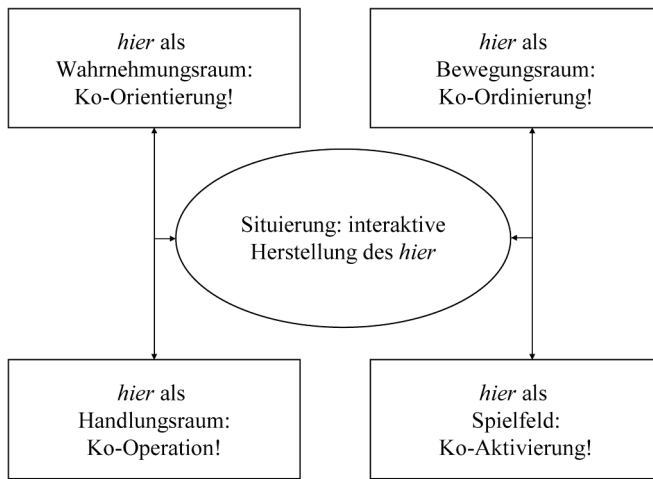 hier als
Wahrnehmungsraum:
Ko-Orientierung!
hier als
Bewegungsraum:
Ko-Ordinierung!
Situierung: interaktive
Herstellung des hier
hier als
Handlungsraum:
Ko-Operation!
hier als
Spielfeld:
Ko-Aktivierung!